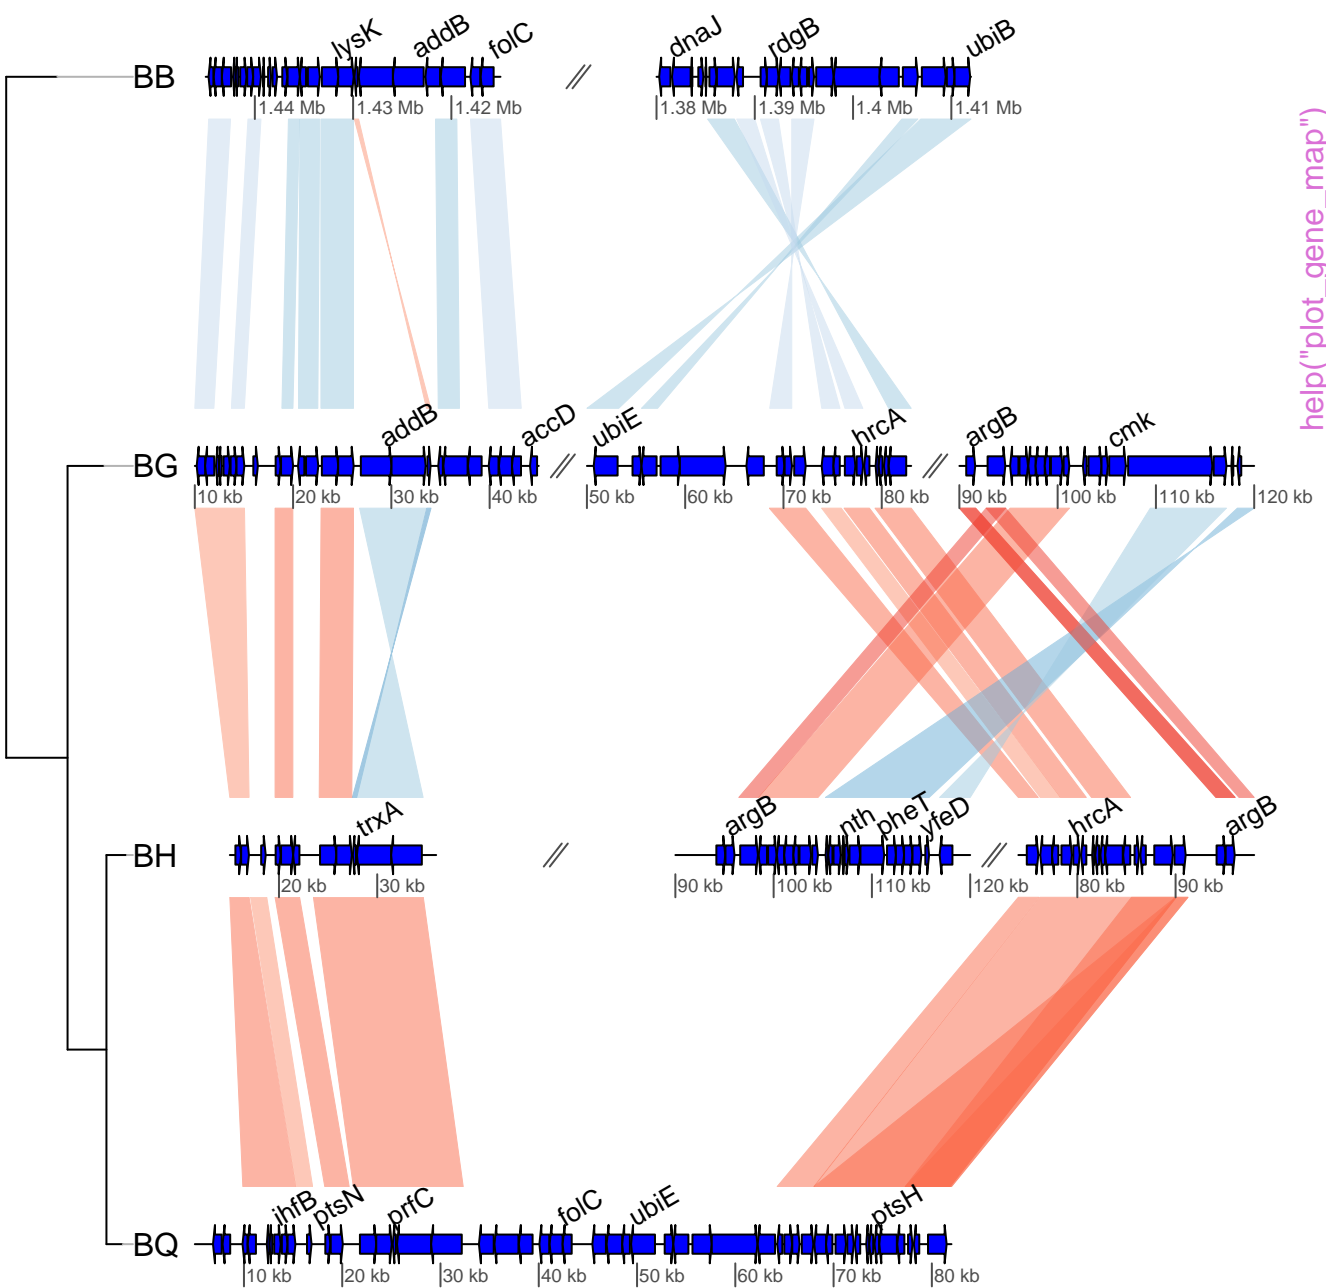 lysK addB folC dnaJ rdgB ubiB
BB
1.44 Mb 1.43 Mb 1.42 Mb 1.38 Mb 1.39 Mb 1.4 Mb 1.41 Mb
help("plot_gene_map")
addB accD ubiE hrcA argB cmk
BG
10 kb 20 kb 30 kb 40 kb 50 kb 60 kb 70 kb 80 kb 90 kb 100 kb 110 kb 120 kb
trxA argB nth pheT yfeD hrcA argB
BH
20 kb 30 kb 90 kb 100 kb 110 kb 120 kb 80 kb 90 kb
ihfB ptsN prfC folC ubiE ptsH
BQ
10 kb 20 kb 30 kb 40 kb 50 kb 60 kb 70 kb 80 kb